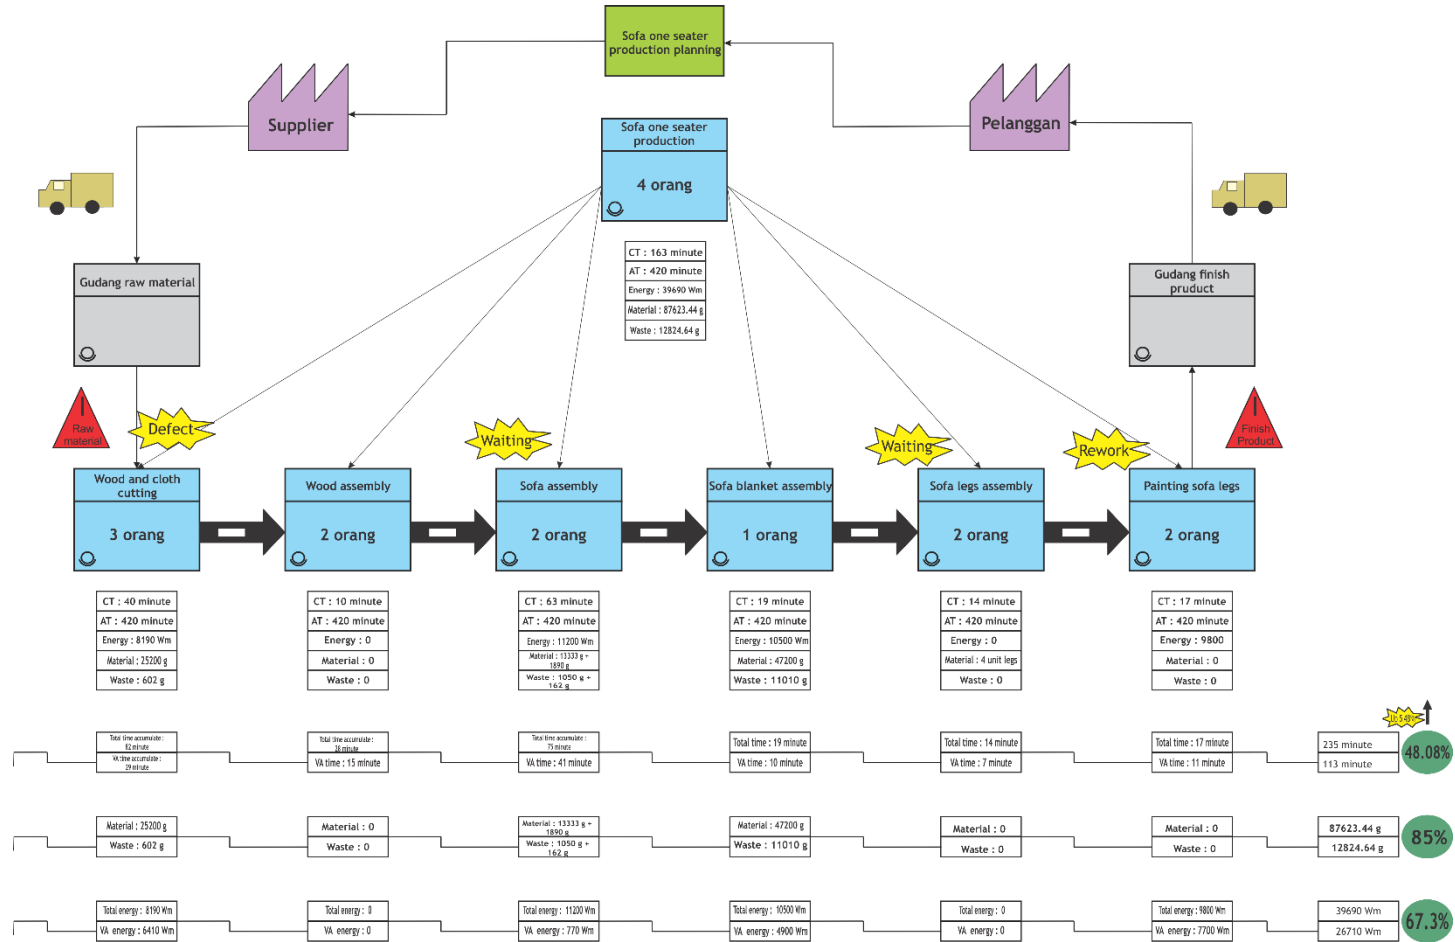 Sofa one seater
production planning
Supplier
Pelanggan
Sofa one seater
production
4 orang
CT : 163 minute
AT : 420 minute
Energy : 39690 Wm
Material : 87623.44 g
Waste : 12824.64 g
Gudang raw material
Gudang finish
pruduct
Raw
material
Defect
Waiting
Waiting
Rework
Finish
Product
Wood and cloth
cutting
3 orang
Wood assembly
2 orang
Sofa assembly
2 orang
Sofa blanket assembly
1 orang
Sofa legs assembly
2 orang
Painting sofa legs
2 orang
CT : 40 minute
AT : 420 minute
Energy : 8190 Wm
Material : 25200 g
Waste : 602 g
CT : 10 minute
AT : 420 minute
Energy : 0
Material : 0
Waste : 0
CT : 63 minute
AT : 420 minute
Energy : 11200 Wm
Material : 13333 g +
1890 g
Waste : 1050 g +
162 g
CT : 19 minute
AT : 420 minute
Energy : 10500 Wm
Material : 47200 g
Waste : 11010 g
CT : 14 minute
AT : 420 minute
Energy : 0
Material : 4 unit legs
Waste : 0
CT : 17 minute
AT : 420 minute
Energy : 9800
Material : 0
Waste : 0
Total time accumulate :
82 minute
VA time accumulate :
29 minute
Total time accumulate :
28 minute
VA time : 15 minute
Total time accumulate :
75 minute
VA time : 41 minute
Total time : 19 minute
VA time : 10 minute
Total time : 14 minute
VA time : 7 minute
Total time : 17 minute
VA time : 11 minute
235 minute
113 minute
48.08%
Material : 25200 g
Waste : 602 g
Material : 0
Waste : 0
Material : 13333 g +
1890 g
Waste : 1050 g +
162 g
Material : 47200 g
Waste : 11010 g
Material : 0
Waste : 0
Material : 0
Waste : 0
87623.44 g
12824.64 g
85%
Total energy : 8190 Wm
VA energy : 6410 Wm
Total energy : 0
VA energy : 0
Total energy : 11200 Wm
VA energy : 770 Wm
Total energy : 10500 Wm
VA energy : 4900 Wm
Total energy : 0
VA energy : 0
Total energy : 9800 Wm
VA energy : 7700 Wm
39690 Wm
26710 Wm
67.3%